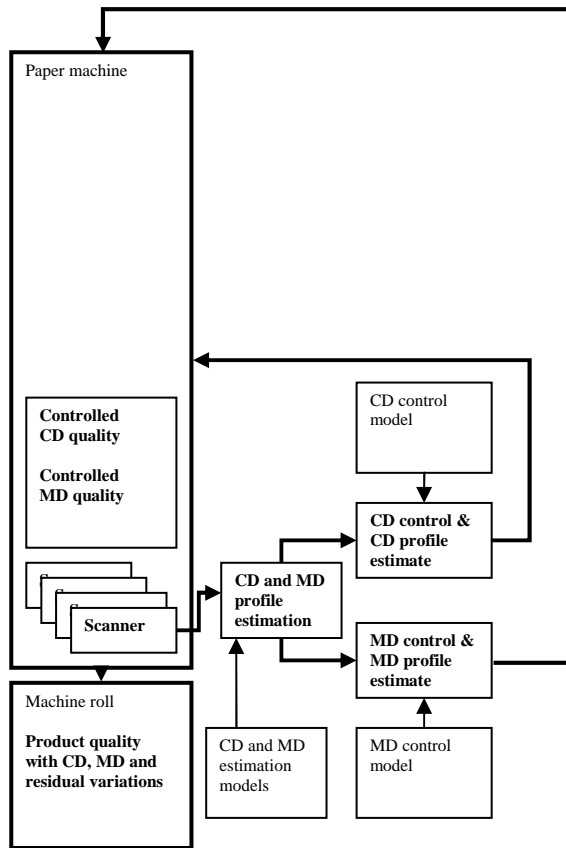 Paper machine
Controlled
CD quality
Controlled
MD quality
Scanner
CD and MD
profile
estimation
CD control
model
CD control &
CD profile
estimate
MD control &
MD profile
estimate
Machine roll
Product quality
with CD, MD and
residual variations
CD and MD
estimation
models
MD control
model